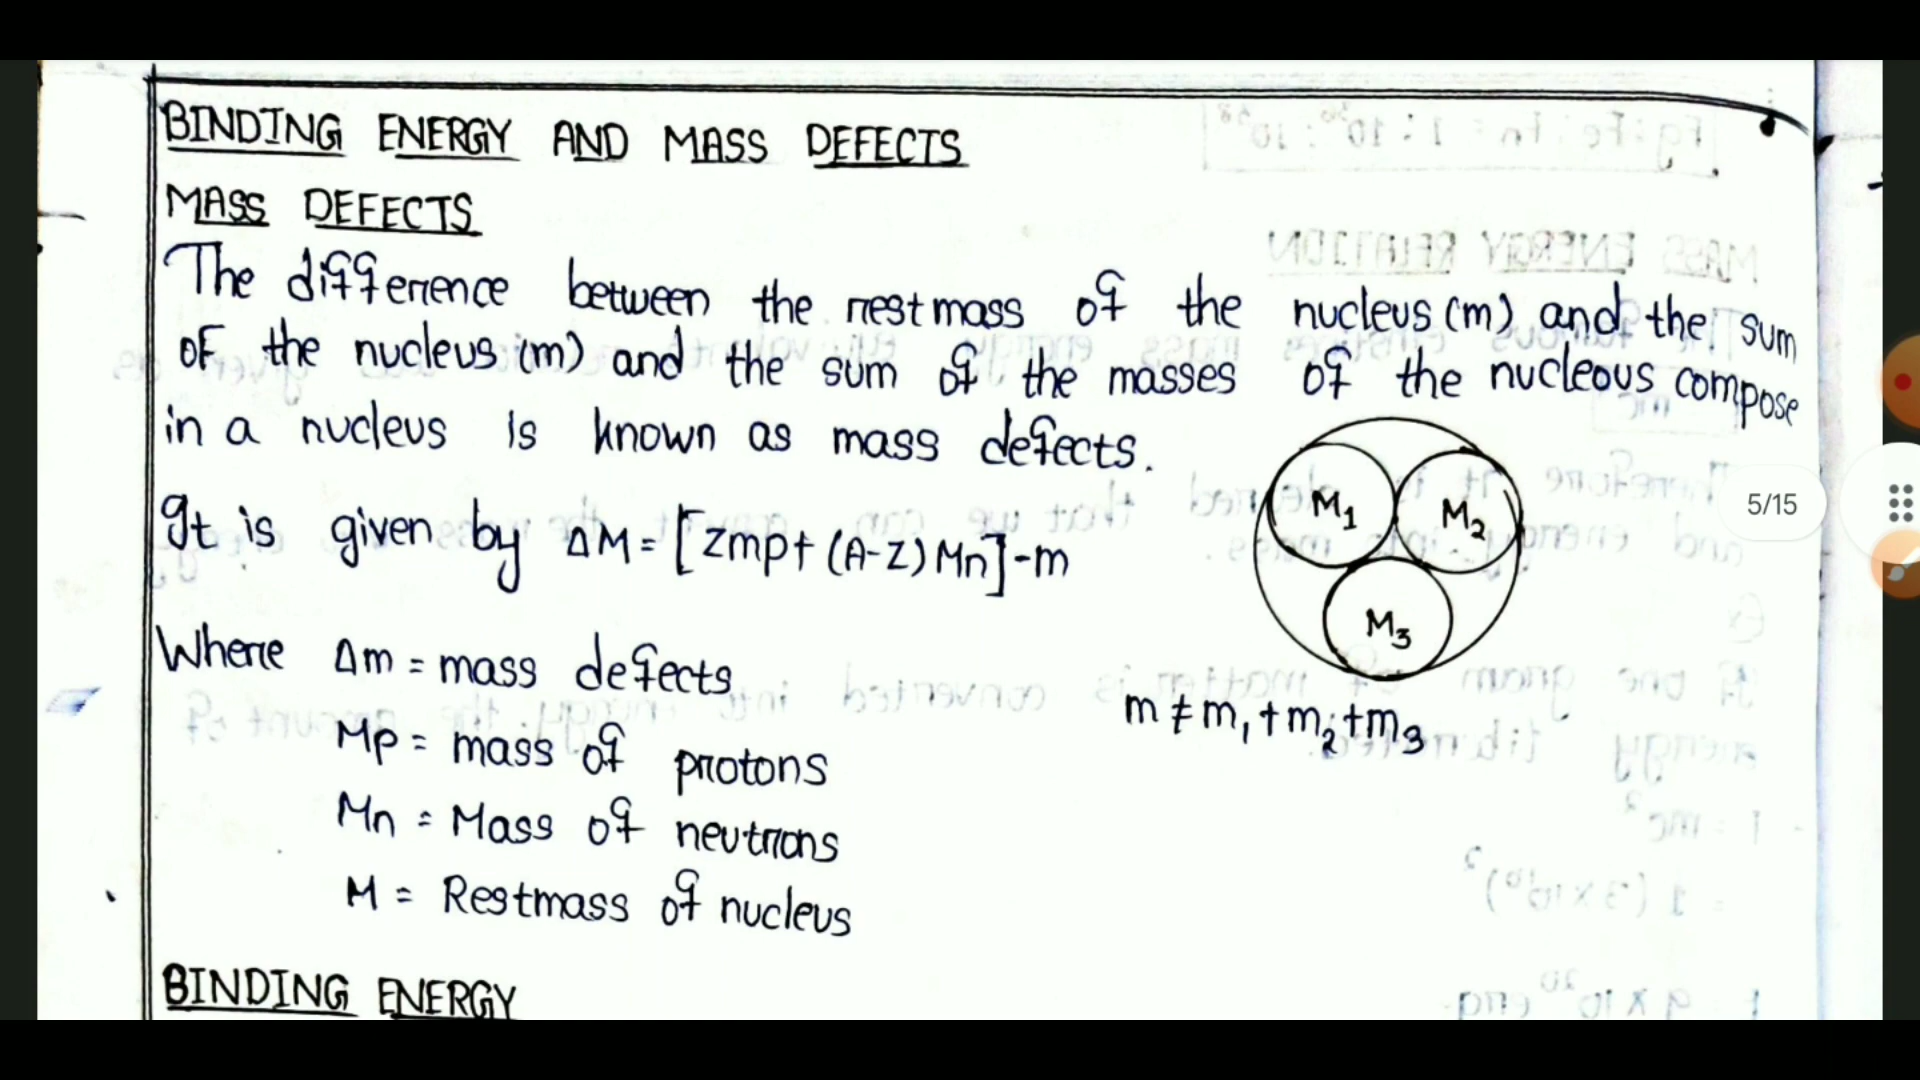 BINDING ENERGY AND MASS DEFECTS
MASS DEFECTS
The difference between the rest mass of the nucleus (m) and the sum
of the nucleus (m) and the sum of the masses of the nucleous compose
in a nucleus is known as mass defects.
It is given by ΔM = [Zmp + (A-Z) Mn] - m
M1
M2
M3
5/15
Where Δm = mass defects
m ≠ m1 + m2 + m3
Mp = mass of protons
Mn = Mass of neutrons
M = Restmass of nucleus
BINDING ENERGY